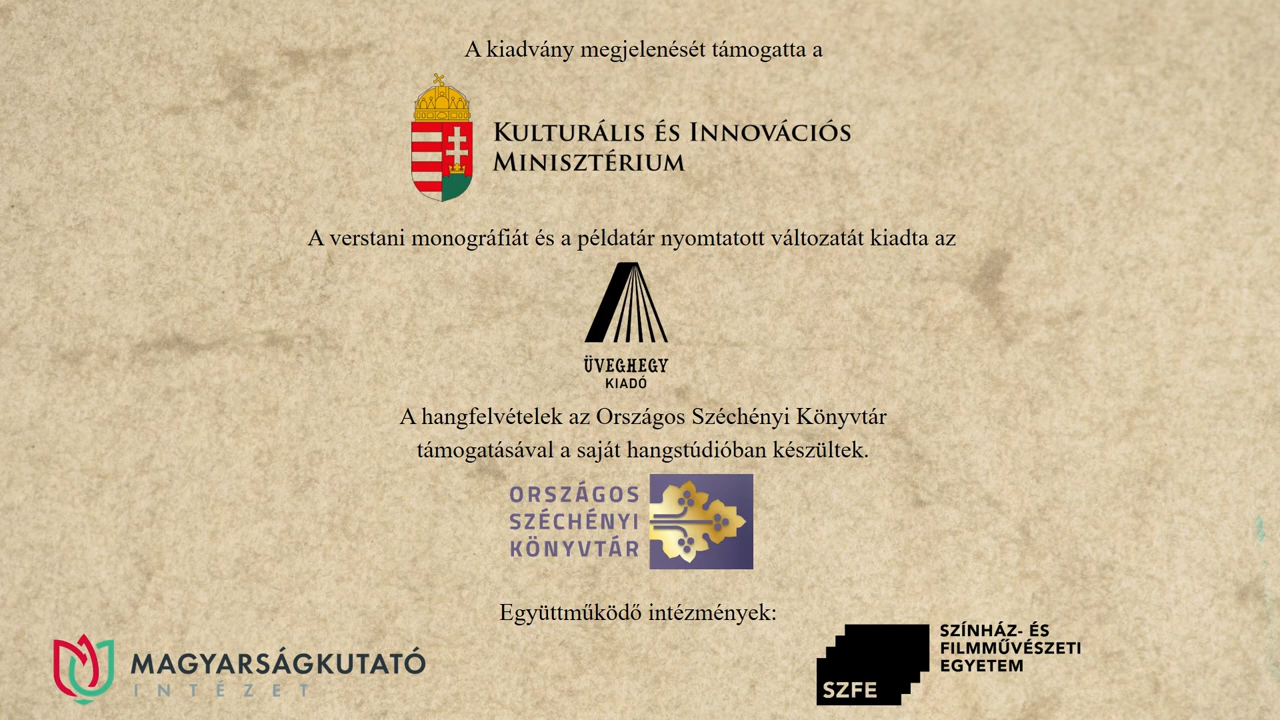 A kiadvány megjelenését támogatta a
Kulturális és Innovációs
Minisztérium
A verstani monográfiát és a példatár nyomtatott változatát kiadta az
ÜVEGHEGY
KIADÓ
A hangfelvételek az Országos Széchényi Könyvtár
támogatásával a saját hangstúdióban készültek.
ORSZÁGOS
SZÉCHÉNYI
KÖNYVTÁR
Együttműködő intézmények:
MAGYARSÁGKUTATÓ
INTÉZET
SZFE
SZÍNHÁZ- ÉS
FILMMŰVÉSZETI
EGYETEM